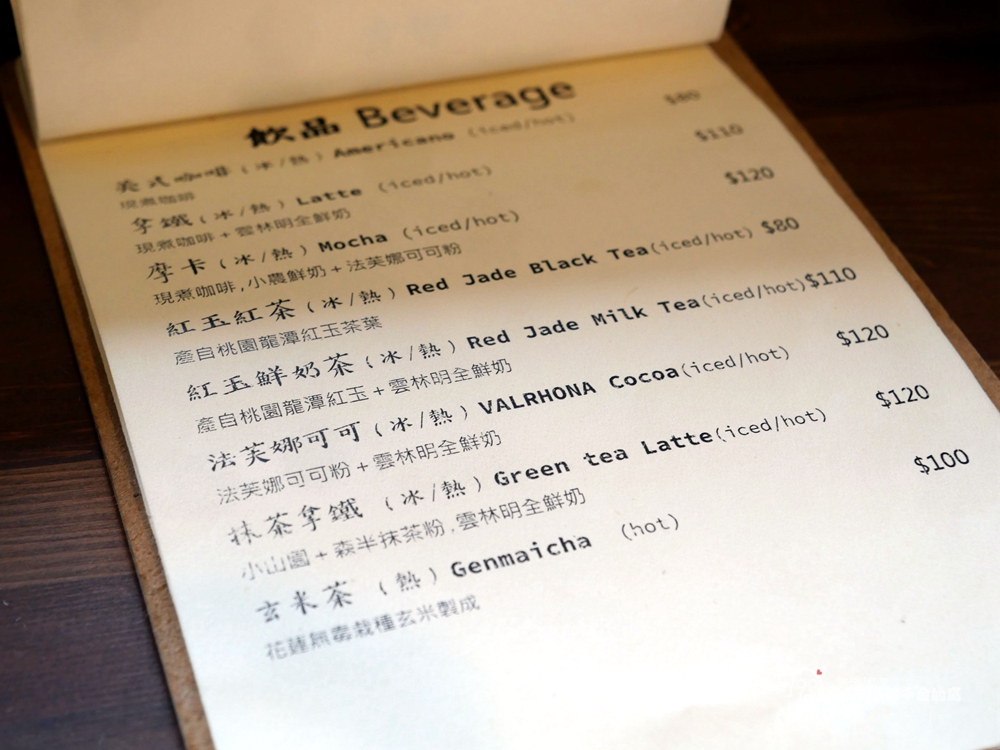 飲品 Beverage
美式咖啡(冰/熱) Americano (iced/hot) $80
現煮咖啡
拿鐵(冰/熱) Latte (iced/hot) $110
現煮咖啡+雲林明全鮮奶
摩卡(冰/熱) Mocha (iced/hot) $120
現煮咖啡,小農鮮奶+法芙娜可可粉
紅玉紅茶(冰/熱) Red Jade Black Tea(iced/hot) $80
產自桃園龍潭紅玉茶葉
紅玉鮮奶茶(冰/熱) Red Jade Milk Tea(iced/hot)$110
產自桃園龍潭紅玉+雲林明全鮮奶
法芙娜可可(冰/熱) VALRHONA Cocoa(iced/hot) $120
法芙娜可可粉+雲林明全鮮奶
抹茶拿鐵 (冰/熱) Green tea Latte(iced/hot) $120
小山園+森半抹茶粉,雲林明全鮮奶
玄米茶 (熱) Genmaicha (hot) $100
花蓮無毒栽種玄米製成